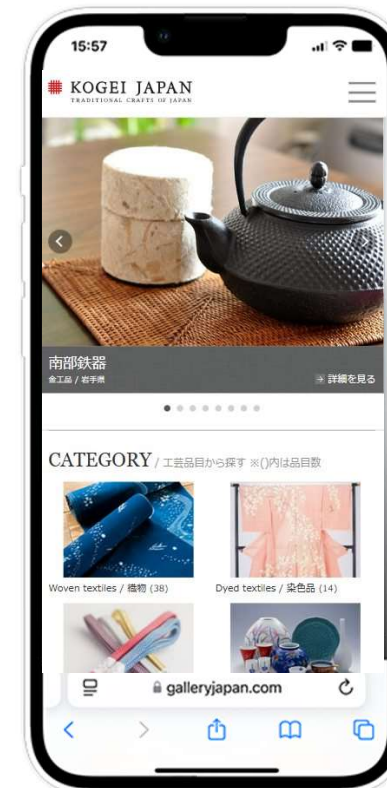 15:57
KOGEI JAPAN
TRADITIONAL CRAFTS OF JAPAN
南部鉄器
金工品 / 岩手県
詳細を見る
CATEGORY / 工芸品目から探す ※()内は品目数
Woven textiles / 織物 (38)
Dyed textiles / 染色品 (14)
galleryjapan.com